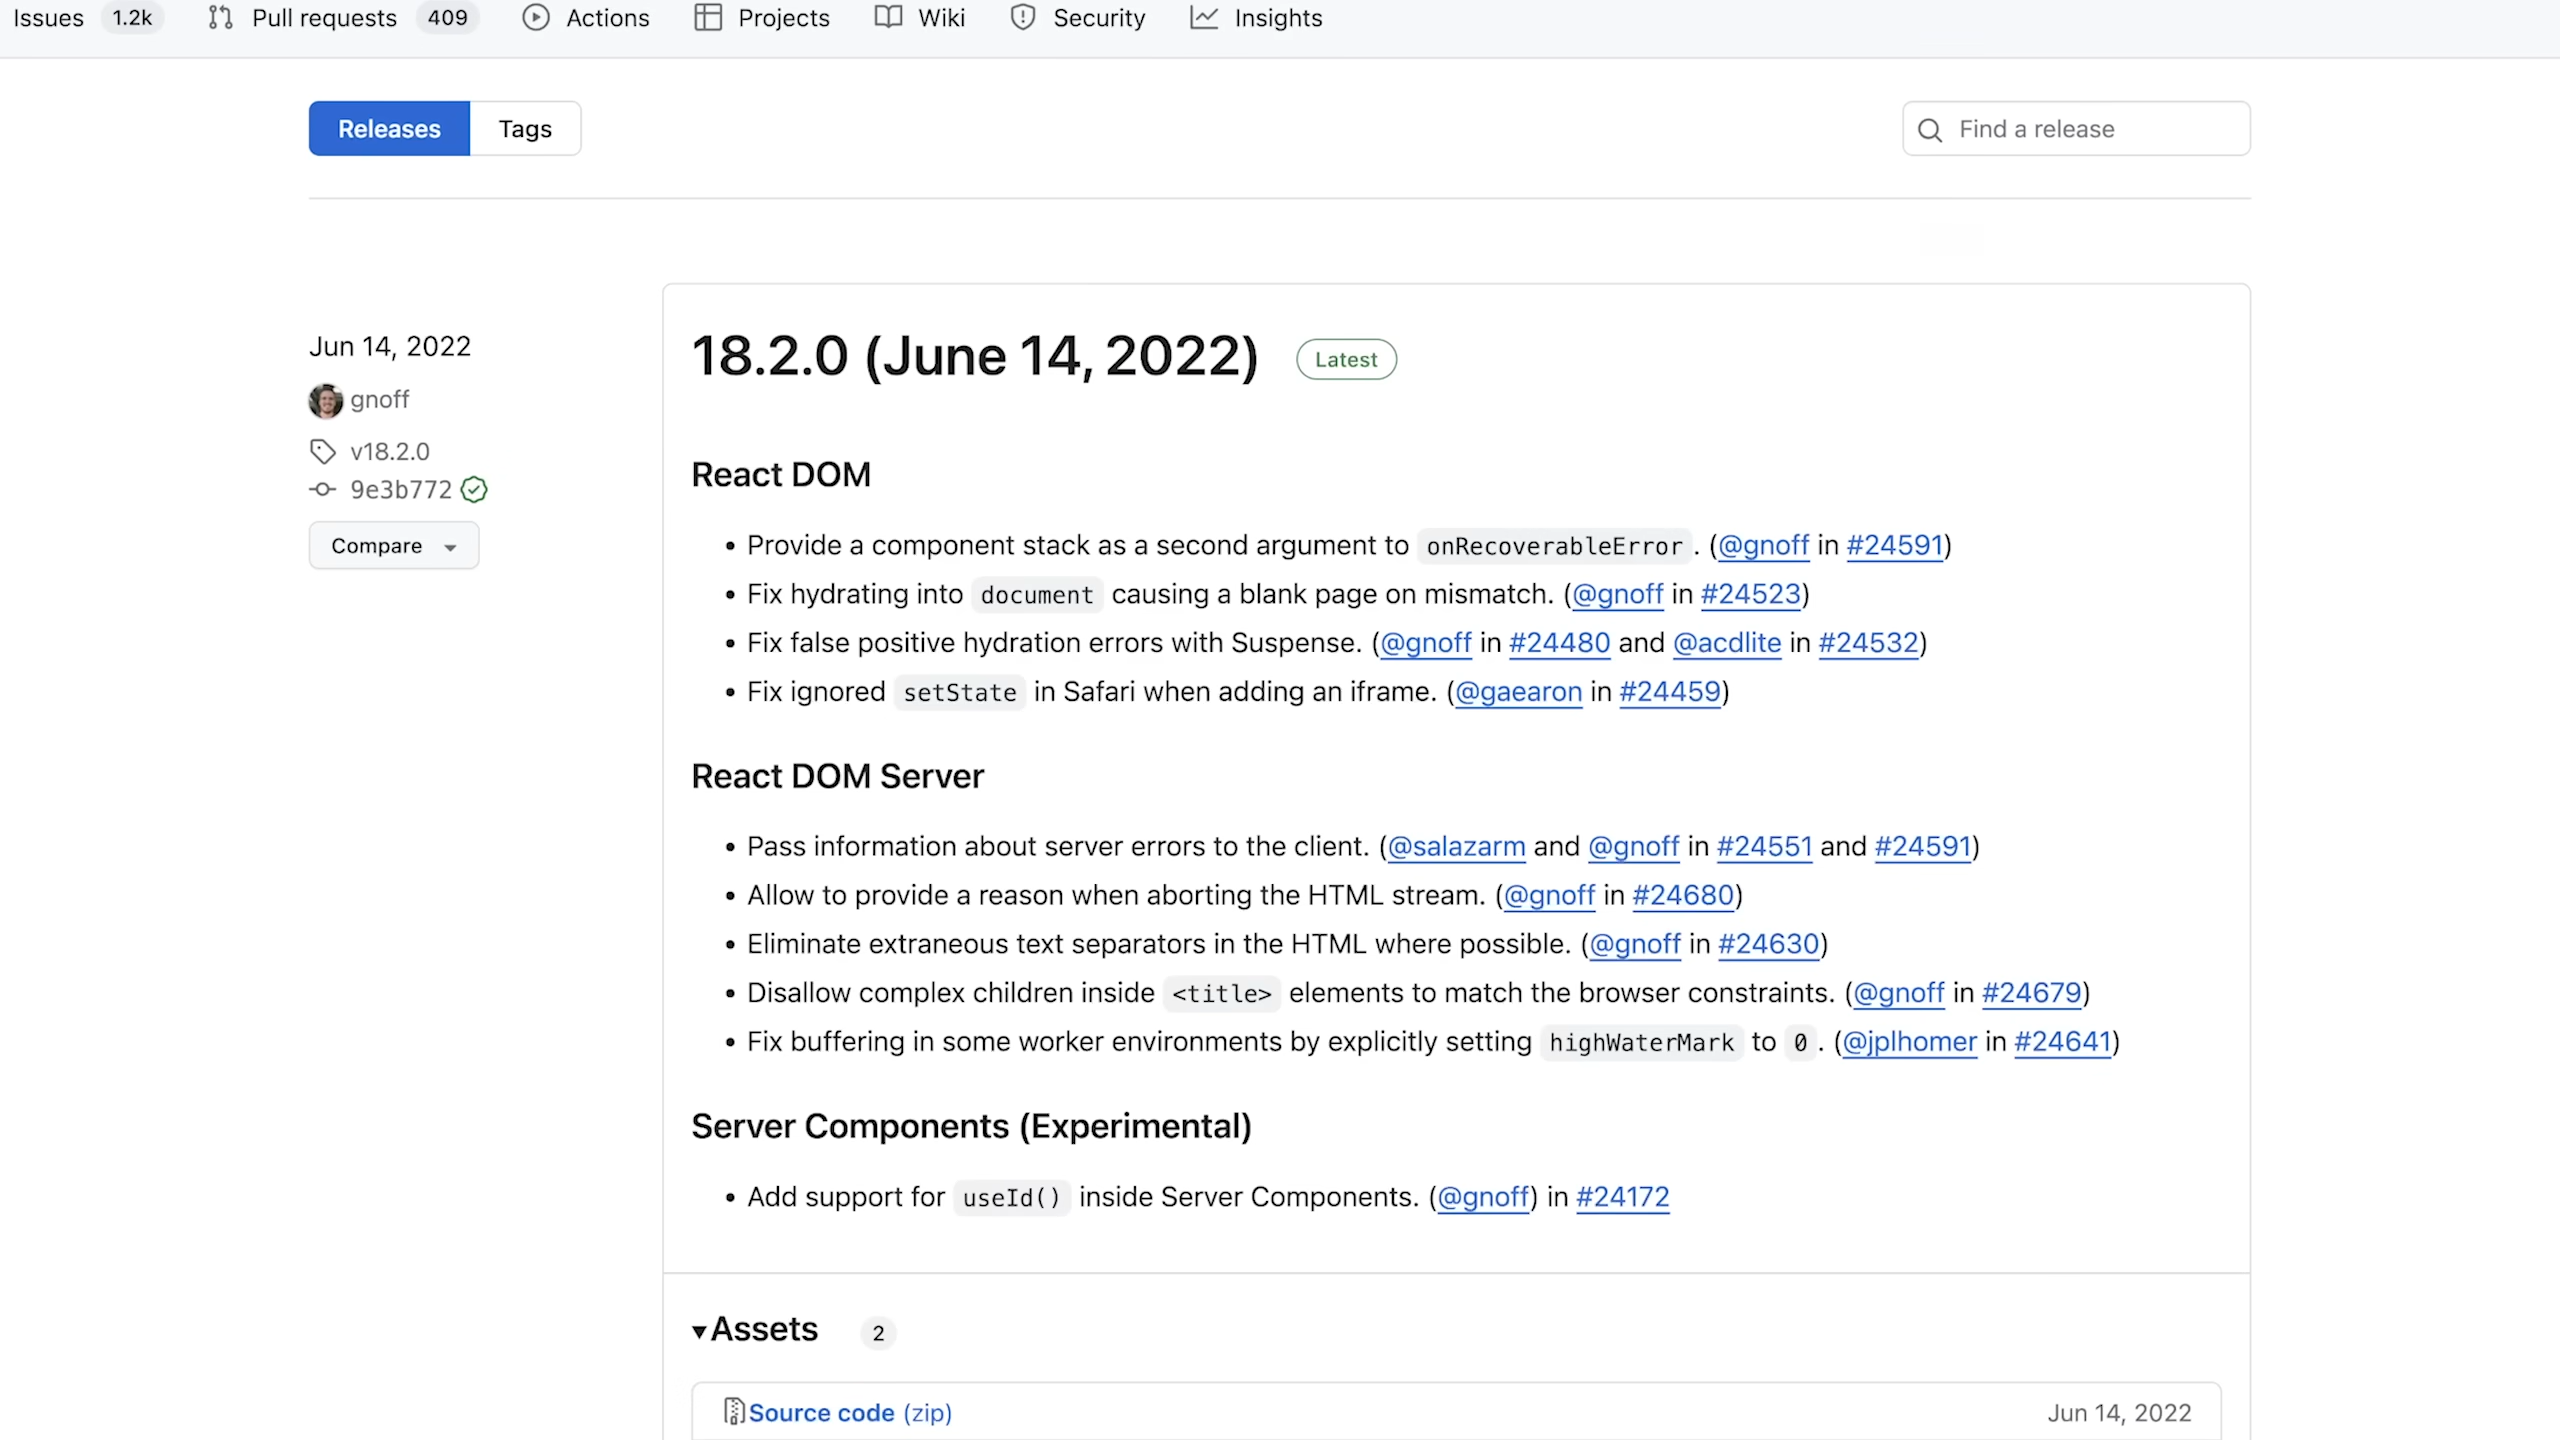 Issues 1.2k Pull requests 409 Actions Projects Wiki Security Insights
Releases Tags Find a release
Jun 14, 2022
gnoff
v18.2.0
9e3b772
Compare
18.2.0 (June 14, 2022) Latest
React DOM
• Provide a component stack as a second argument to onRecoverableError. (@gnoff in #24591)
• Fix hydrating into document causing a blank page on mismatch. (@gnoff in #24523)
• Fix false positive hydration errors with Suspense. (@gnoff in #24480 and @acdlite in #24532)
• Fix ignored setState in Safari when adding an iframe. (@gaearon in #24459)
React DOM Server
• Pass information about server errors to the client. (@salazarm and @gnoff in #24551 and #24591)
• Allow to provide a reason when aborting the HTML stream. (@gnoff in #24680)
• Eliminate extraneous text separators in the HTML where possible. (@gnoff in #24630)
• Disallow complex children inside <title> elements to match the browser constraints. (@gnoff in #24679)
• Fix buffering in some worker environments by explicitly setting highWaterMark to 0. (@jplhomer in #24641)
Server Components (Experimental)
• Add support for useId() inside Server Components. (@gnoff) in #24172
Assets 2
Source code (zip) Jun 14, 2022